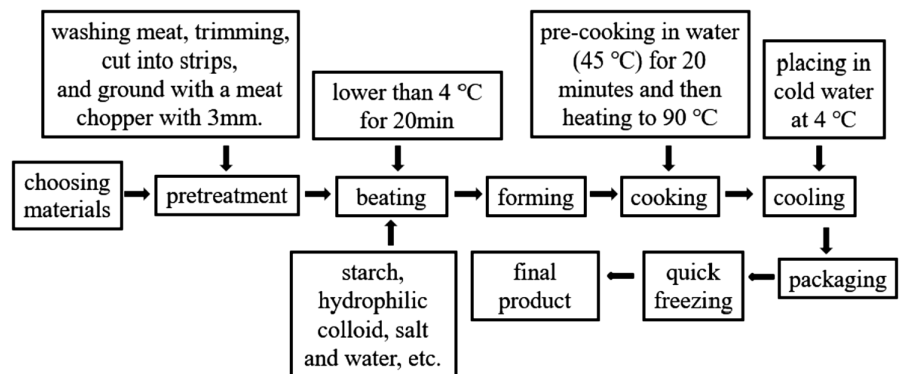 washing meat, trimming,
cut into strips,
and ground with a meat
chopper with 3mm.
lower than 4 ℃
for 20min
pre-cooking in water
(45 ℃) for 20
minutes and then
heating to 90 ℃
placing in
cold water
at 4 ℃
choosing
materials
pretreatment
beating
forming
cooking
cooling
starch,
hydrophilic
colloid, salt
and water, etc.
final
product
quick
freezing
packaging